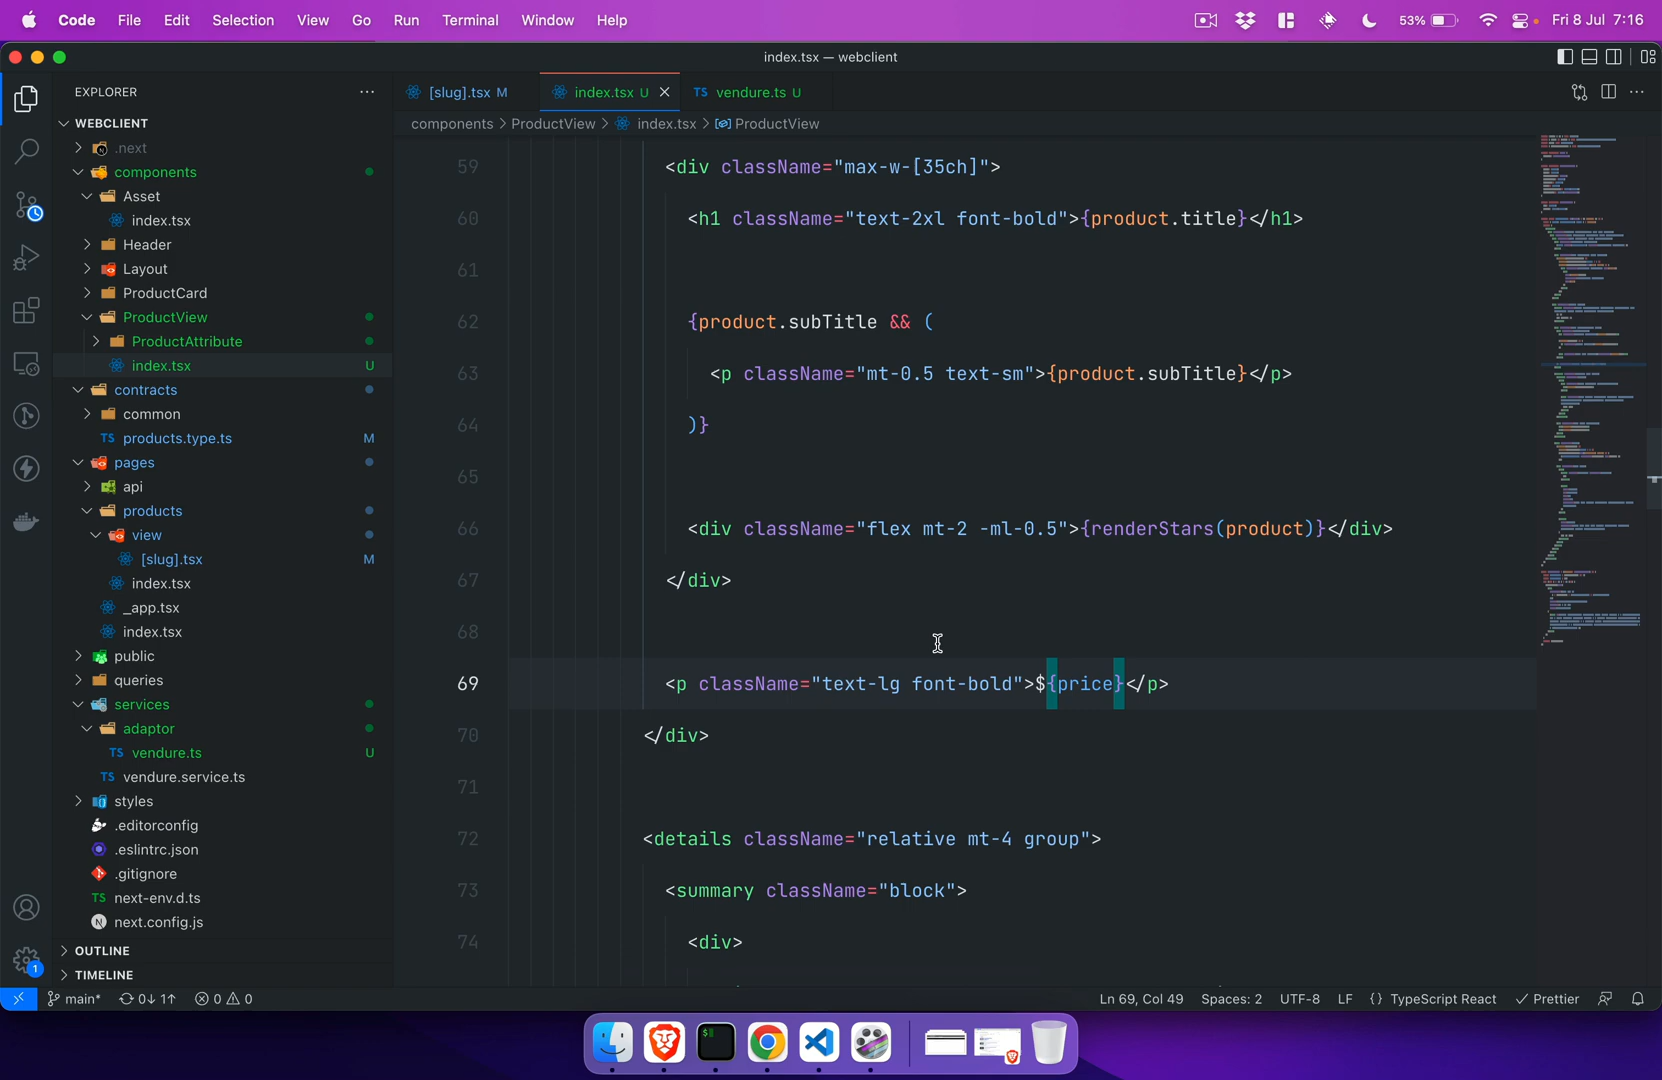 Code File Edit Selection View Go Run Terminal Window Help 53% Fri 8 Jul 7:16
index.tsx — webclient
EXPLORER ···
[slug].tsx M index.tsx U vendure.ts U
components > ProductView > index.tsx > ProductView
WEBCLIENT
.next
components
Asset
index.tsx
Header
Layout
ProductCard
ProductView
ProductAttribute
index.tsx U
contracts
common
products.type.ts M
pages
api
products
view
[slug].tsx M
index.tsx
_app.tsx
index.tsx
public
queries
services
adaptor
vendure.ts U
vendure.service.ts
styles
.editorconfig
.eslintrc.json
.gitignore
next-env.d.ts
next.config.js
OUTLINE
TIMELINE
59 <div className="max-w-[35ch]">
60 <h1 className="text-2xl font-bold">{product.title}</h1>
61
62 {product.subTitle && (
63 <p className="mt-0.5 text-sm">{product.subTitle}</p>
64 )}
65
66 <div className="flex mt-2 -ml-0.5">{renderStars(product)}</div>
67 </div>
68
69 <p className="text-lg font-bold">${price}</p>
70 </div>
71
72 <details className="relative mt-4 group">
73 <summary className="block">
74 <div>
1
main* 0↓ 1↑ 0 0 Ln 69, Col 49 Spaces: 2 UTF-8 LF {} TypeScript React Prettier